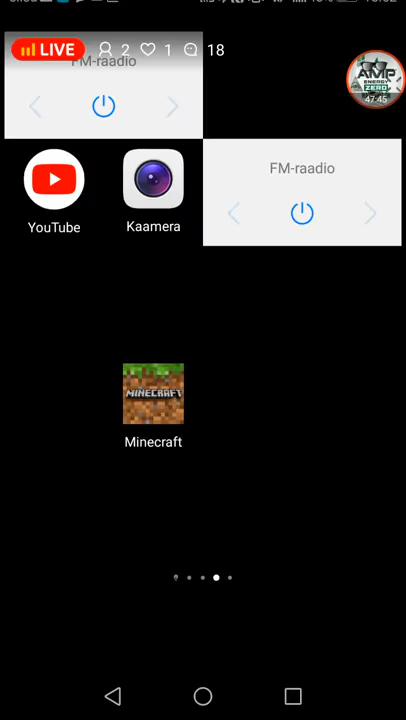 LIVE 2 1 18
FM-raadio
AMP
ENERGY
ZERO
47:45
YouTube
Kaamera
FM-raadio
MINECRAFT
Minecraft